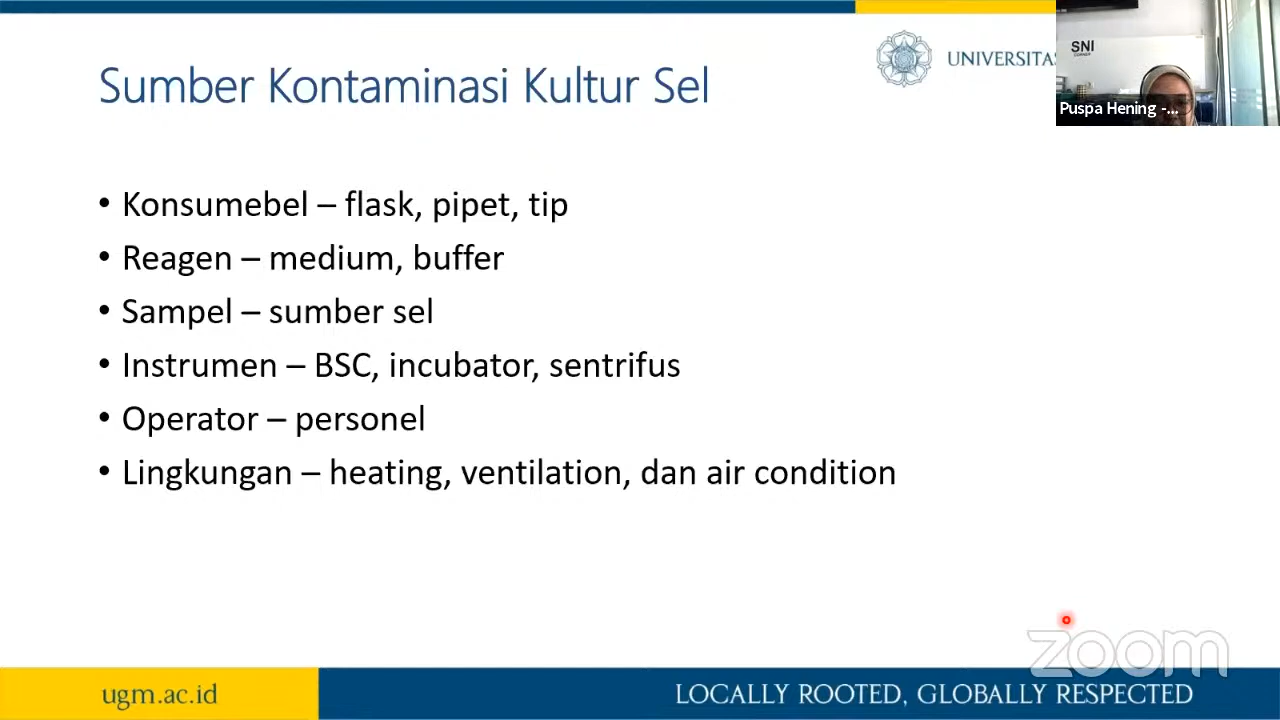 Sumber Kontaminasi Kultur Sel
UNIVERSITAS
SNI
Puspa Hening -...
• Konsumebel – flask, pipet, tip
• Reagen – medium, buffer
• Sampel – sumber sel
• Instrumen – BSC, incubator, sentrifus
• Operator – personel
• Lingkungan – heating, ventilation, dan air condition
zoom
ugm.ac.id
LOCALLY ROOTED, GLOBALLY RESPECTED